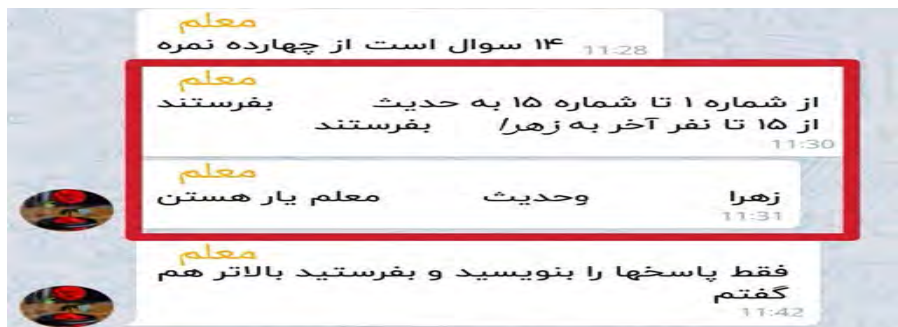 معلم
۱۴ سوال است از چهارده نمره
11:28
معلم
از شماره ۱ تا شماره ۱۵ به حدیث بفرستند
از ۱۵ تا نفر آخر به زهرا بفرستند
11:30
معلم
زهرا وحدیث معلم یار هستن
11:31
معلم
فقط پاسخها را بنویسید و بفرستید بالاتر هم
گفتم
11:42